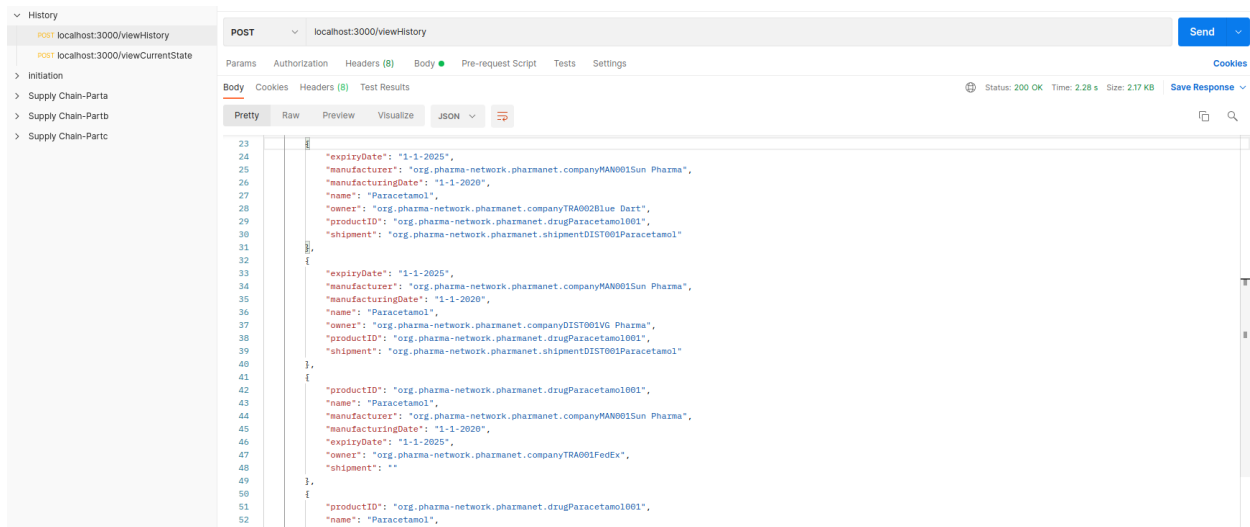 History
POST localhost:3000/viewHistory
POST localhost:3000/viewCurrentState
initiation
Supply Chain-Parta
Supply Chain-Partb
Supply Chain-Partc
POST localhost:3000/viewHistory Send
Params Authorization Headers (8) Body Pre-request Script Tests Settings Cookies
Body Cookies Headers (8) Test Results Status: 200 OK Time: 2.28 s Size: 2.17 KB Save Response
Pretty Raw Preview Visualize JSON
23 {
24 "expiryDate": "1-1-2025",
25 "manufacturer": "org.pharma-network.pharmanet.companyMAN001Sun Pharma",
26 "manufacturingDate": "1-1-2020",
27 "name": "Paracetamol",
28 "owner": "org.pharma-network.pharmanet.companyTRA002Blue Dart",
29 "productID": "org.pharma-network.pharmanet.drugParacetamol001",
30 "shipment": "org.pharma-network.pharmanet.shipmentDIST001Paracetamol"
31 },
32 {
33 "expiryDate": "1-1-2025",
34 "manufacturer": "org.pharma-network.pharmanet.companyMAN001Sun Pharma",
35 "manufacturingDate": "1-1-2020",
36 "name": "Paracetamol",
37 "owner": "org.pharma-network.pharmanet.companyDIST001VG Pharma",
38 "productID": "org.pharma-network.pharmanet.drugParacetamol001",
39 "shipment": "org.pharma-network.pharmanet.shipmentDIST001Paracetamol"
40 },
41 {
42 "productID": "org.pharma-network.pharmanet.drugParacetamol001",
43 "name": "Paracetamol",
44 "manufacturer": "org.pharma-network.pharmanet.companyMAN001Sun Pharma",
45 "manufacturingDate": "1-1-2020",
46 "expiryDate": "1-1-2025",
47 "owner": "org.pharma-network.pharmanet.companyTRA001FedEx",
48 "shipment": ""
49 },
50 {
51 "productID": "org.pharma-network.pharmanet.drugParacetamol001",
52 "name": "Paracetamol",